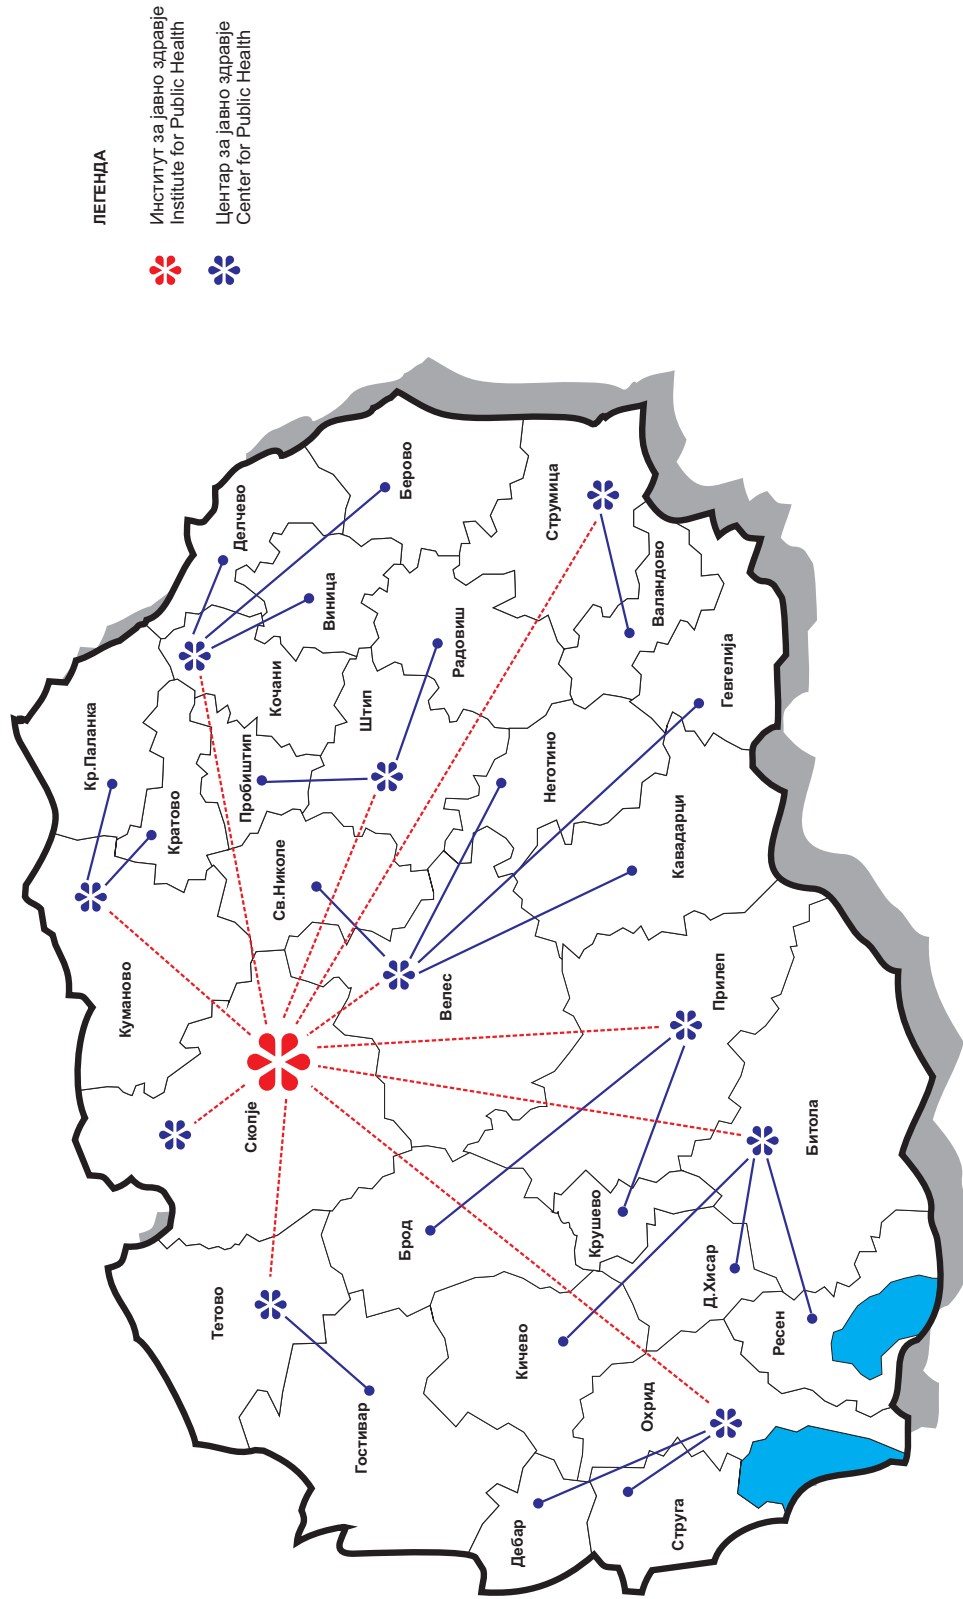 ЛЕГЕНДА
Институт за јавно здравје
Institute for Public Health
Центар за јавно здравје
Center for Public Health
Кр.Паланка
Куманово
Кратово
Делчево
Пробиштип
Кочани
Виница
Берово
Св.Николе
Штип
Скопје
Тетово
Радовиш
Велес
Струмица
Гостивар
Брод
Неготино
Валандово
Кичево
Крушево
Прилеп
Кавадарци
Гевгелија
Дебар
Охрид
Д.Хисар
Струга
Ресен
Битола